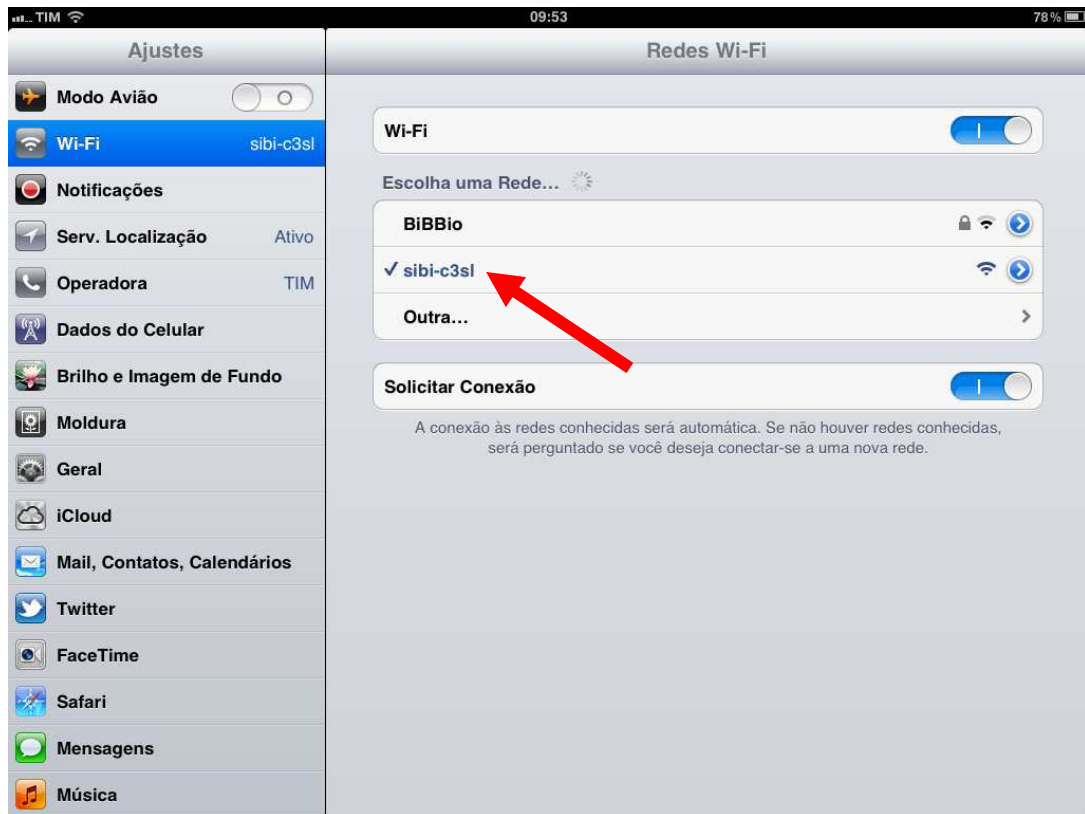 TIM
09:53
78%
Ajustes
Redes Wi-Fi
Modo Avião
Wi-Fi sibi-c3sl
Notificações
Serv. Localização Ativo
Operadora TIM
Dados do Celular
Brilho e Imagem de Fundo
Moldura
Geral
iCloud
Mail, Contatos, Calendários
Twitter
FaceTime
Safari
Mensagens
Música
Wi-Fi
Escolha uma Rede...
BiBBio
✓ sibi-c3sl
Outra...
Solicitar Conexão
A conexão às redes conhecidas será automática. Se não houver redes conhecidas,
será perguntado se você deseja conectar-se a uma nova rede.